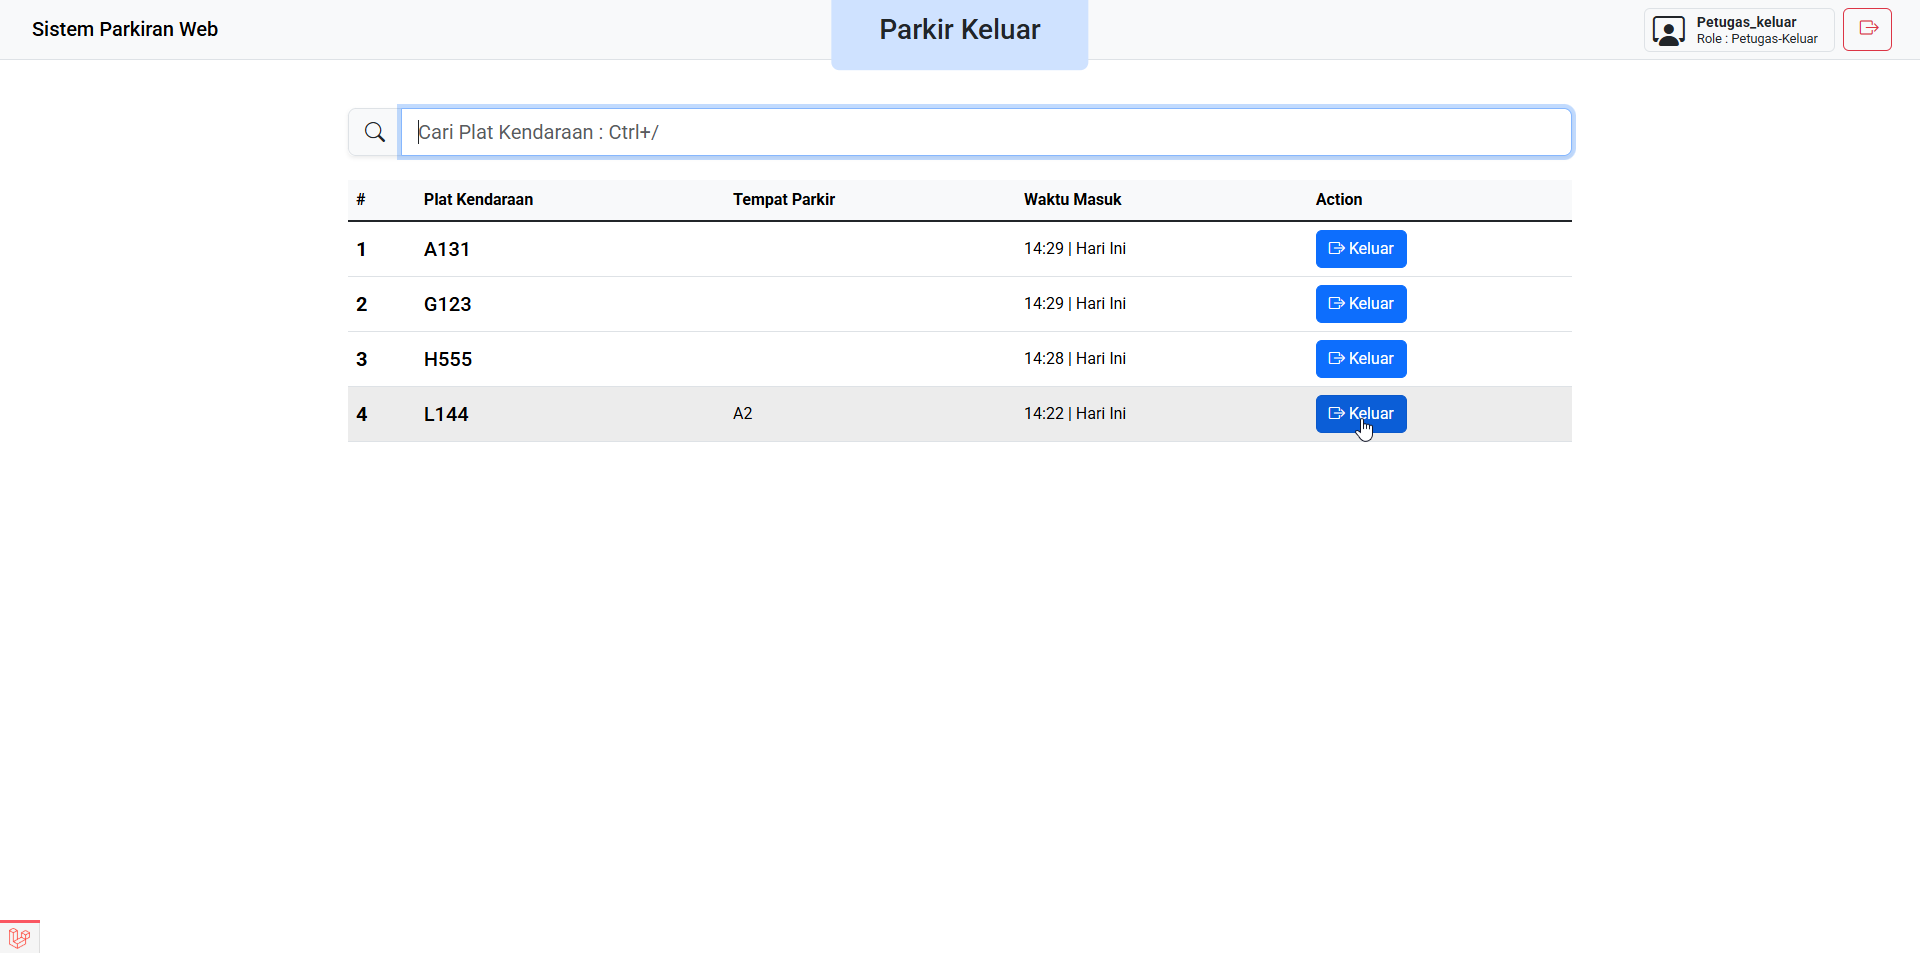 Sistem Parkiran Web
Parkir Keluar
Petugas_keluar
Role : Petugas-Keluar
Cari Plat Kendaraan : Ctrl+/
# Plat Kendaraan Tempat Parkir Waktu Masuk Action
1 A131 14:29 | Hari Ini Keluar
2 G123 14:29 | Hari Ini Keluar
3 H555 14:28 | Hari Ini Keluar
4 L144 A2 14:22 | Hari Ini Keluar